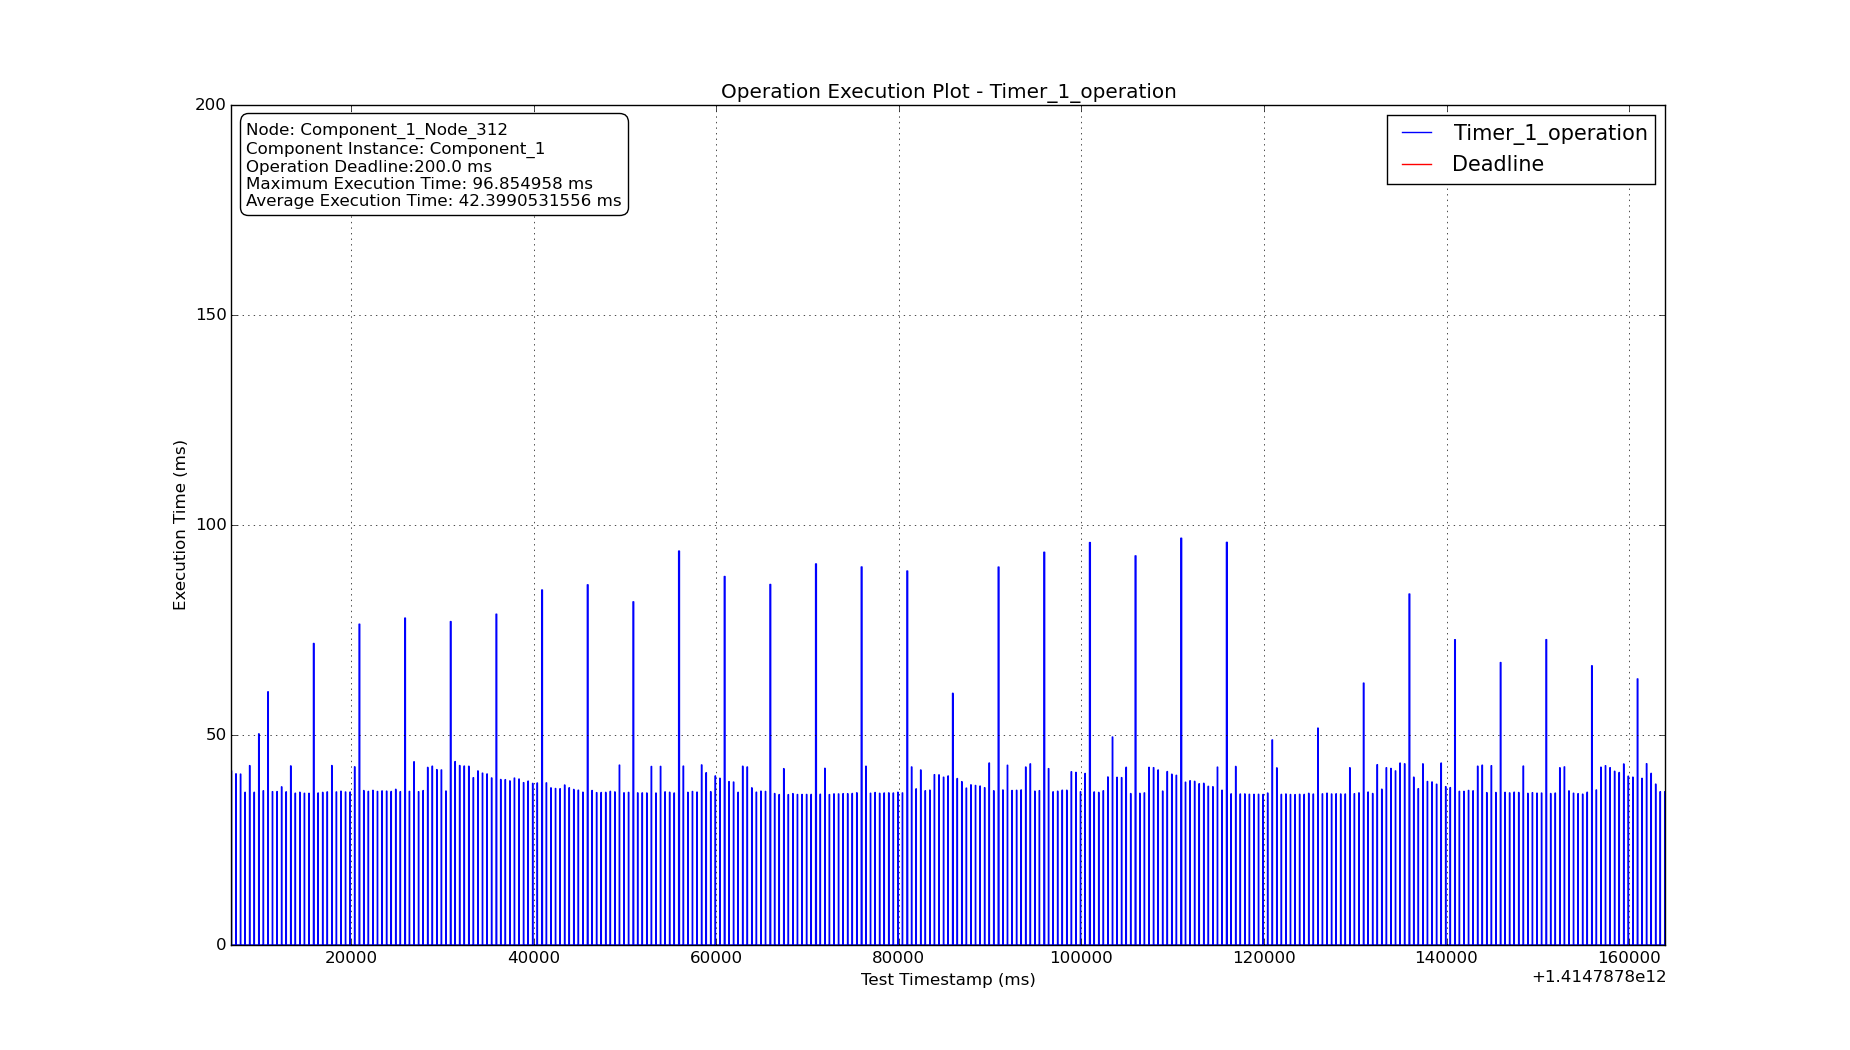 Operation Execution Plot - Timer_1_operation
200
Node: Component_1_Node_312
Component Instance: Component_1
Operation Deadline:200.0 ms
Maximum Execution Time: 96.854958 ms
Average Execution Time: 42.3990531556 ms
Timer_1_operation
Deadline
150
100
50
0
Execution Time (ms)
20000 40000 60000 80000 100000 120000 140000 160000
Test Timestamp (ms)
+1.4147878e12